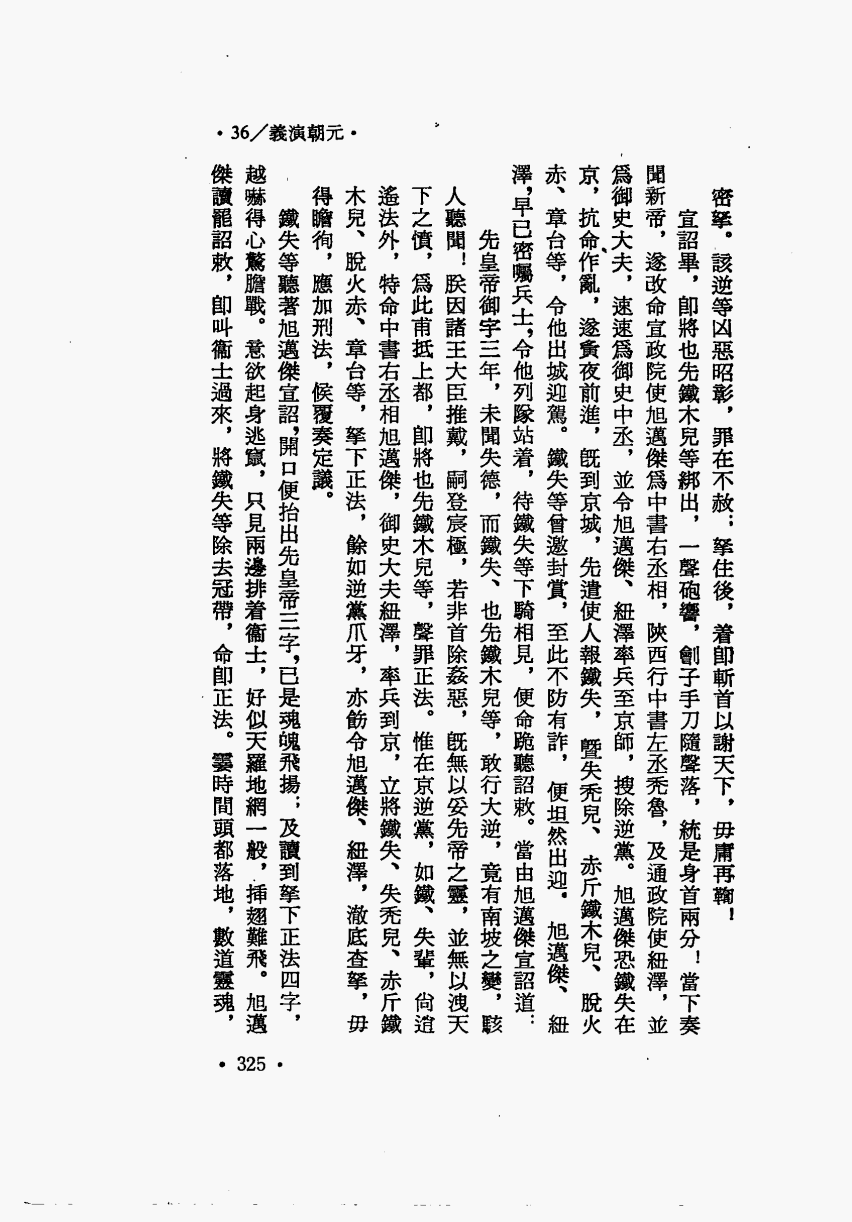 •36／義演朝元•
密拏。該逆等凶惡昭彰，罪在不赦；拏住後，着卽斬首以謝天下，毋庸再鞫！
宣詔畢，卽將也先鐵木兒等綁出，一聲砲響，劊子手刀隨聲落，統是身首兩分！當下奏
聞新帝，遂改命宣政院使旭邁傑爲中書右丞相，陝西行中書左丞禿魯，及通政院使紐澤，並
爲御史大夫，速速爲御史中丞，並令旭邁傑、紐澤率兵至京師，搜除逆黨。旭邁傑恐鐵失在
京，抗命作亂，遂夤夜前進，旣到京城，先遣使人報鐵失，曁失禿兒、赤斤鐵木兒、脫火
赤、章台等，令他出城迎駕。鐵失等曾邀封賞，至此不防有詐，便坦然出迎。旭邁傑、紐
澤，早已密囑兵士，令他列隊站着，待鐵失等下騎相見，便命跪聽詔敕。當由旭邁傑宣詔道：
先皇帝御宇三年，未聞失德，而鐵失、也先鐵木兒等，敢行大逆，竟有南坡之變，駭
人聽聞！朕因諸王大臣推戴，嗣登宸極，若非首除姦惡，旣無以妥先帝之靈，並無以洩天
下之憤，爲此甫抵上都，卽將也先鐵木兒等，聲罪正法。惟在京逆黨，如鐵、失輩，尙逍
遙法外，特命中書右丞相旭邁傑，御史大夫紐澤，率兵到京，立將鐵失、失禿兒、赤斤鐵
木兒、脫火赤、章台等，拏下正法，餘如逆黨爪牙，亦飭令旭邁傑、紐澤，澈底查拏，毋
得瞻徇，應加刑法，候覆奏定議。
鐵失等聽著旭邁傑宣詔，開口便抬出先皇帝三字，已是魂魄飛揚；及讀到拏下正法四字，
越嚇得心驚膽戰。意欲起身逃竄，只見兩邊排着衞士，好似天羅地網一般，揷翅難飛。旭邁
傑讀罷詔敕，卽叫衞士過來，將鐵失等除去冠帶，命卽正法。霎時間頭都落地，數道靈魂，
•325•